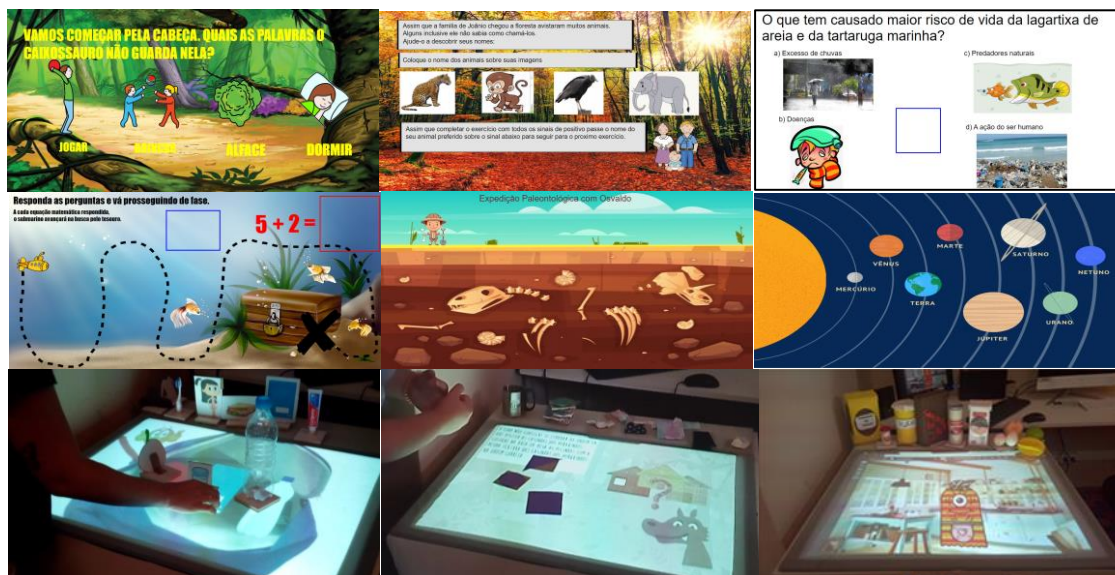 VAMOS COMEÇAR PELA CABEÇA. QUAIS AS PALAVRAS O
CAIXOSSAURO NÃO GUARDA NELA?
JOGAR
ALFACE
DORMIR
Assim que a família de Joãnio chegou a floresta avistaram muitos animais.
Alguns inclusive ele não sabia como chamá-los.
Ajude-o a descobrir seus nomes:
Coloque o nome dos animais sobre suas imagens
Assim que completar o exercício com todos os sinais de positivo passe o nome do
seu animal preferido sobre o sinal abaixo para seguir para o proximo exercício.
O que tem causado maior risco de vida da lagartixa de
areia e da tartaruga marinha?
a) Excesso de chuvas
c) Predadores naturais
b) Doenças
d) A ação do ser humano
Responda as perguntas e vá prosseguindo de fase.
A cada equação matemática respondida,
o submarino avançará na busca pelo tesouro.
5 + 2 =
Expedição Paleontológica com Osvaldo
MERCÚRIO
VÊNUS
TERRA
MARTE
JÚPITER
SATURNO
URANO
NETUNO